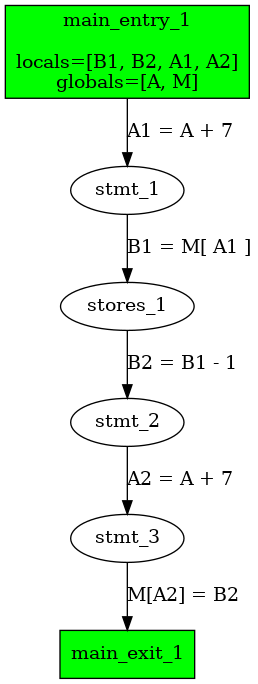 main_entry_1
locals=[B1, B2, A1, A2]
globals=[A, M]
A1 = A + 7
stmt_1
B1 = M[ A1 ]
stores_1
B2 = B1 - 1
stmt_2
A2 = A + 7
stmt_3
M[A2] = B2
main_exit_1